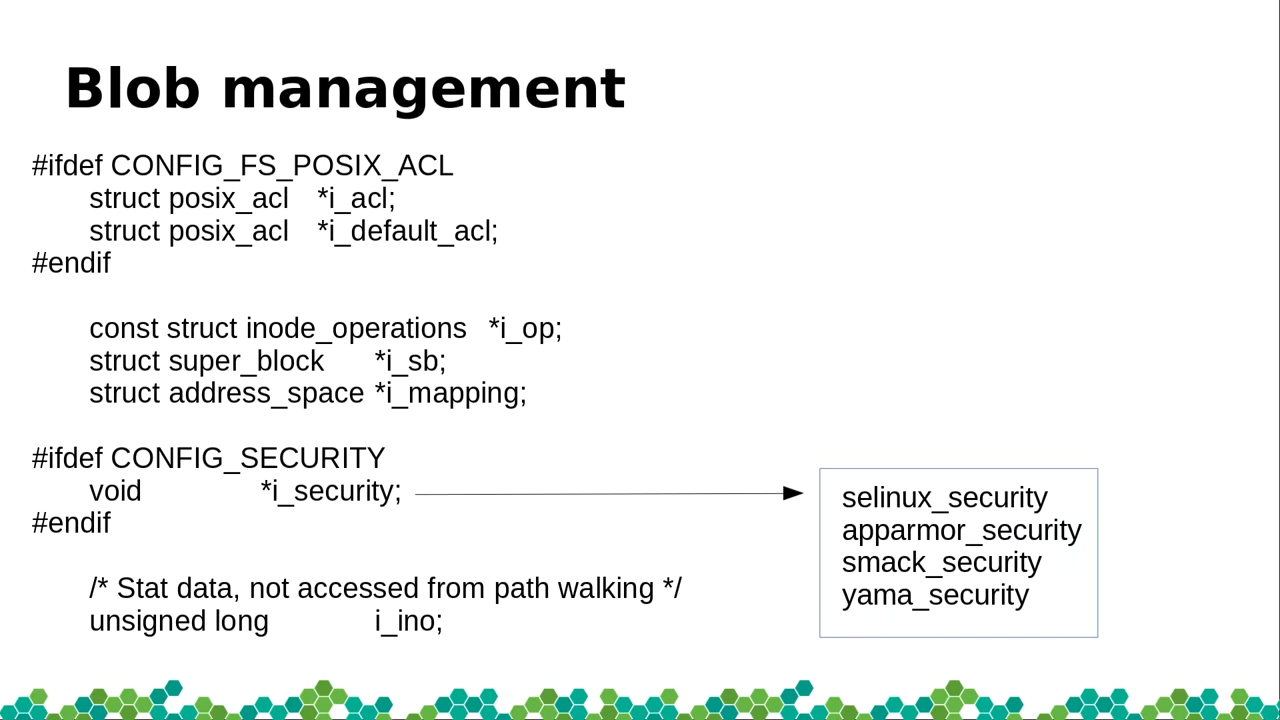 Blob management
#ifdef CONFIG_FS_POSIX_ACL
struct posix_acl *i_acl;
struct posix_acl *i_default_acl;
#endif
const struct inode_operations *i_op;
struct super_block *i_sb;
struct address_space *i_mapping;
#ifdef CONFIG_SECURITY
void *i_security;
#endif
/* Stat data, not accessed from path walking */
unsigned long i_ino;
selinux_security
apparmor_security
smack_security
yama_security